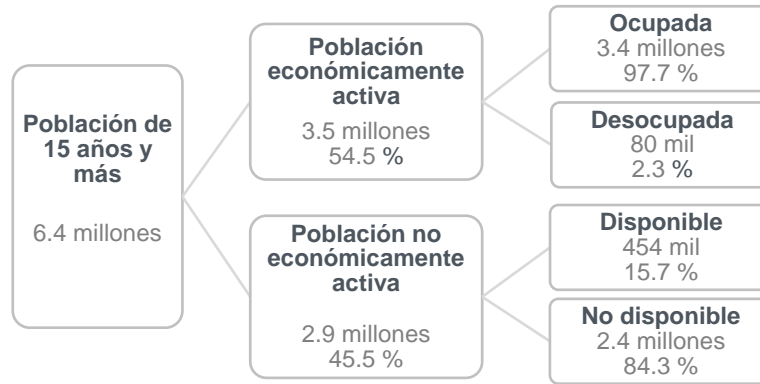 Población de
15 años y
más
6.4 millones
Población
económicamente
activa
3.5 millones
54.5 %
Ocupada
3.4 millones
97.7 %
Desocupada
80 mil
2.3 %
Población no
económicamente
activa
2.9 millones
45.5 %
Disponible
454 mil
15.7 %
No disponible
2.4 millones
84.3 %